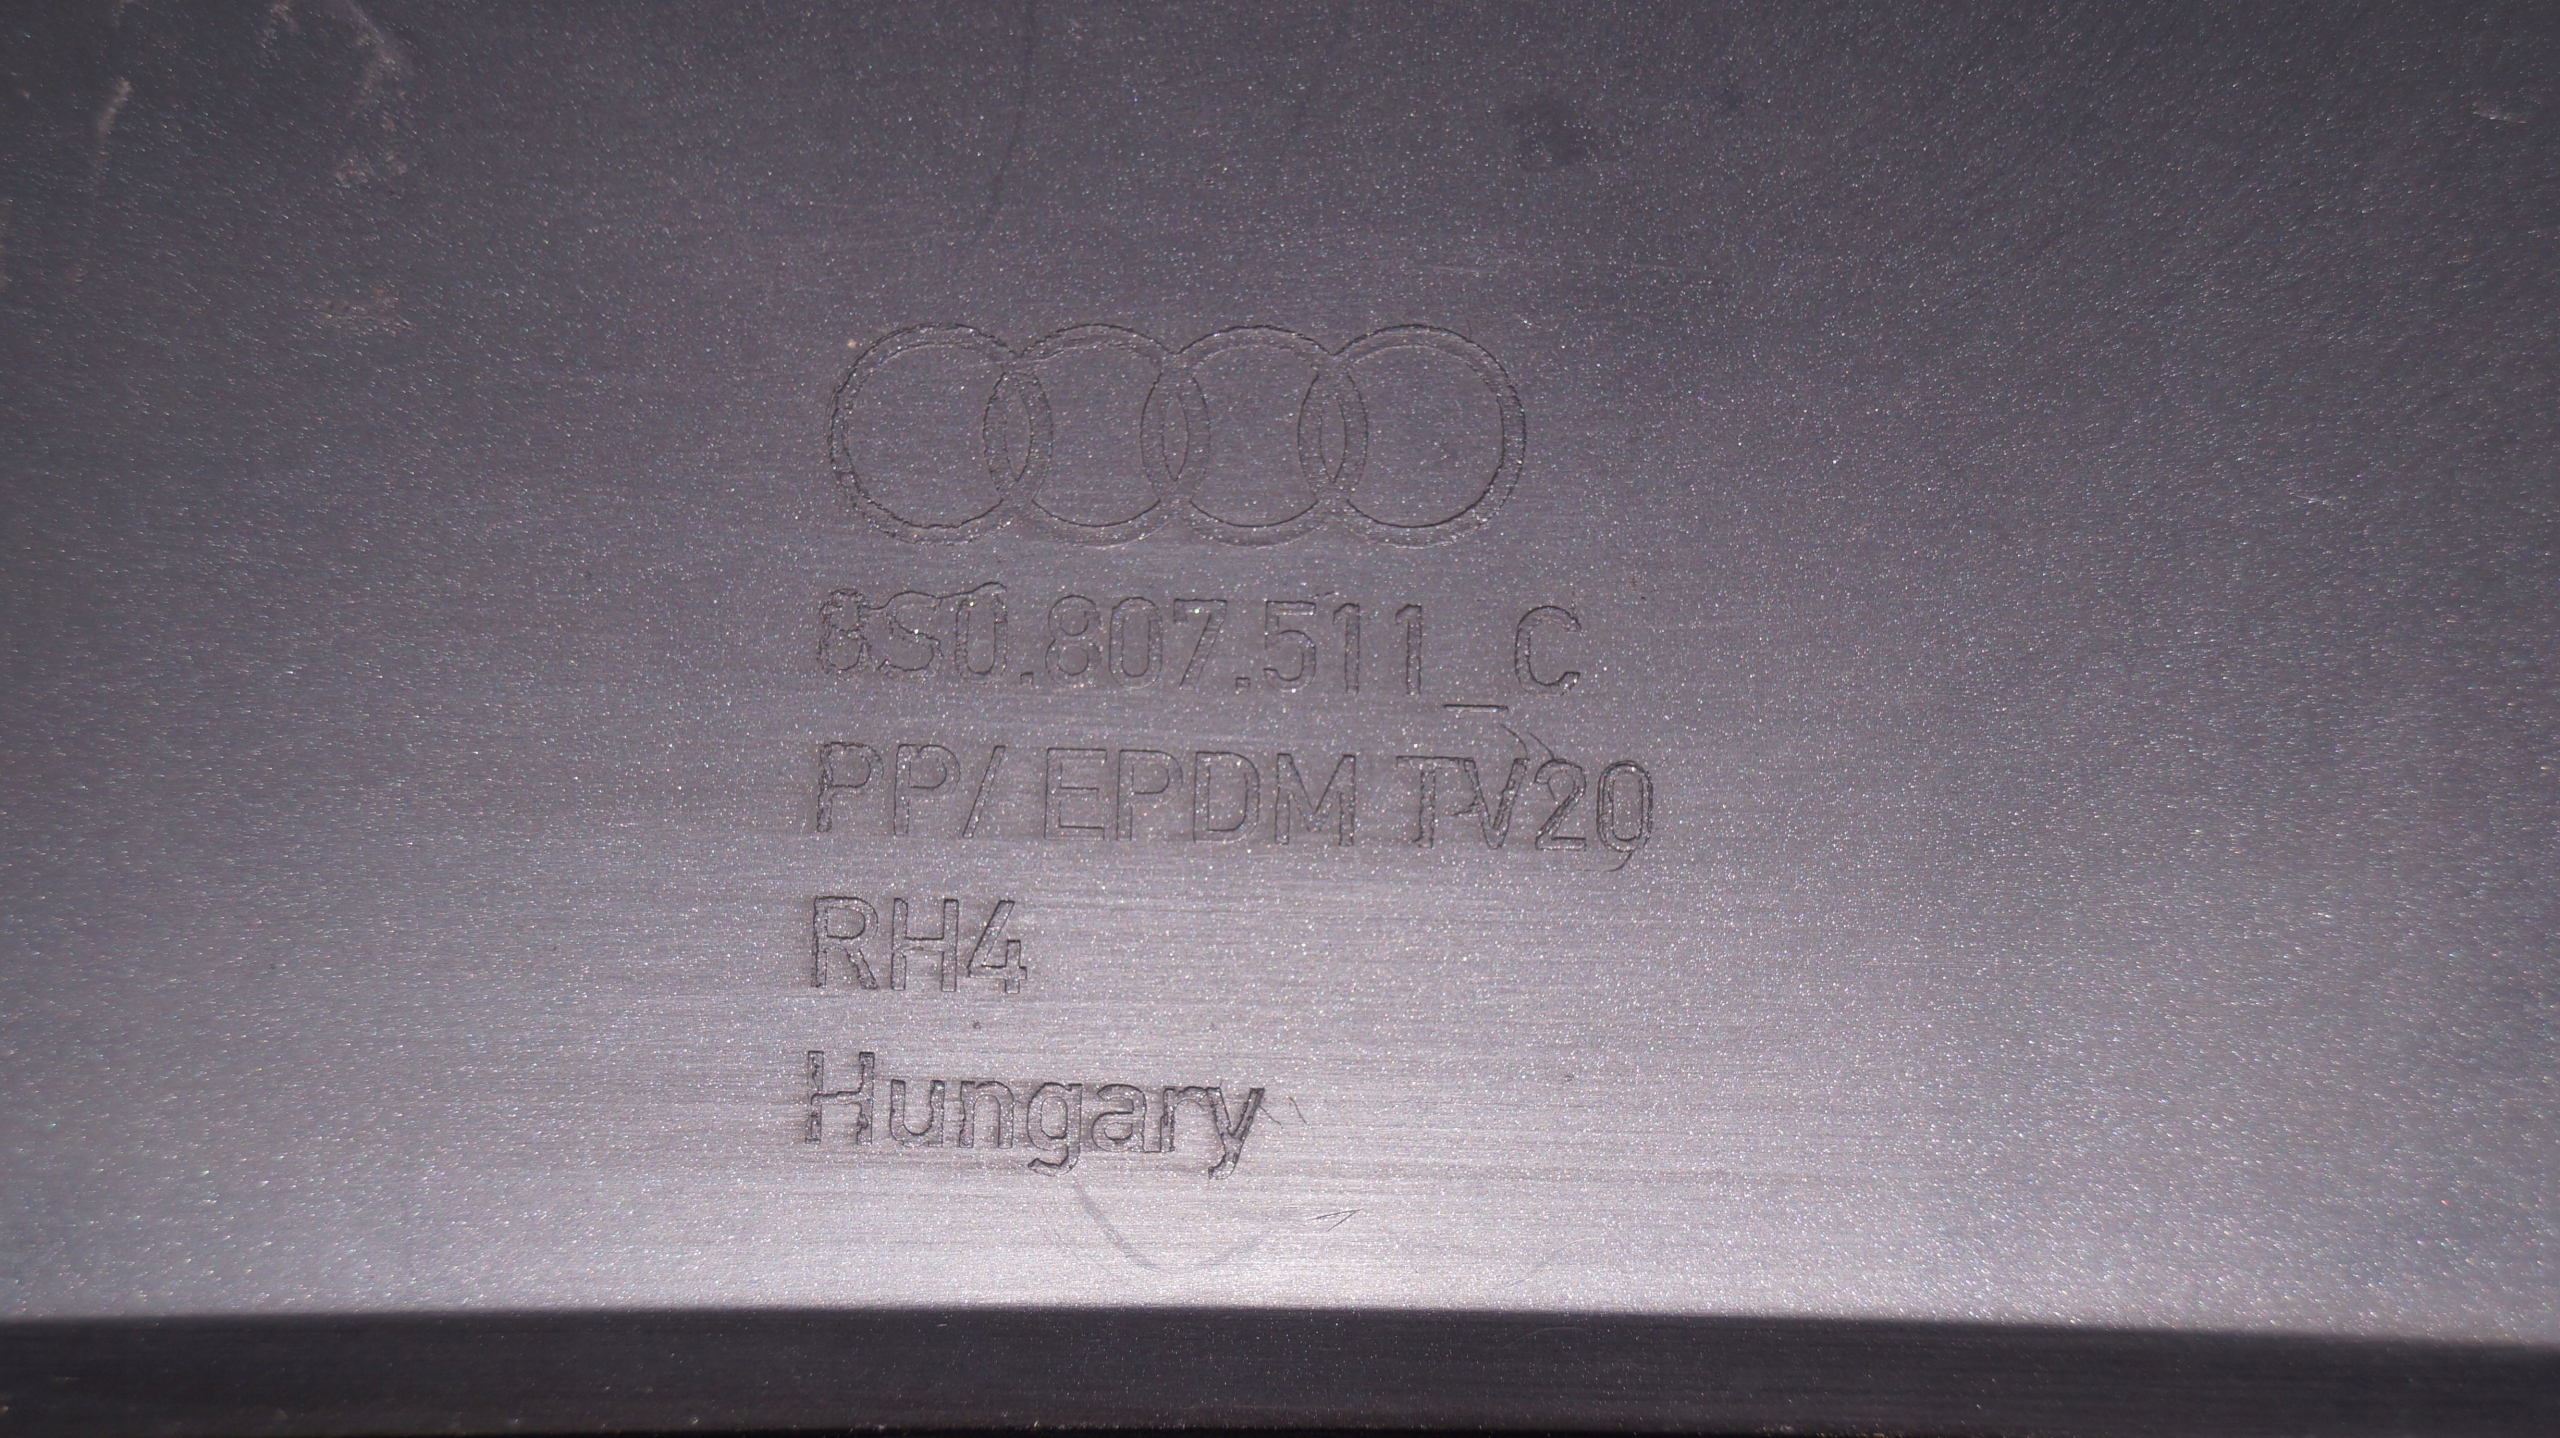 8S0.807.511_C
PP/ EPDM TV20
RH4
Hungary